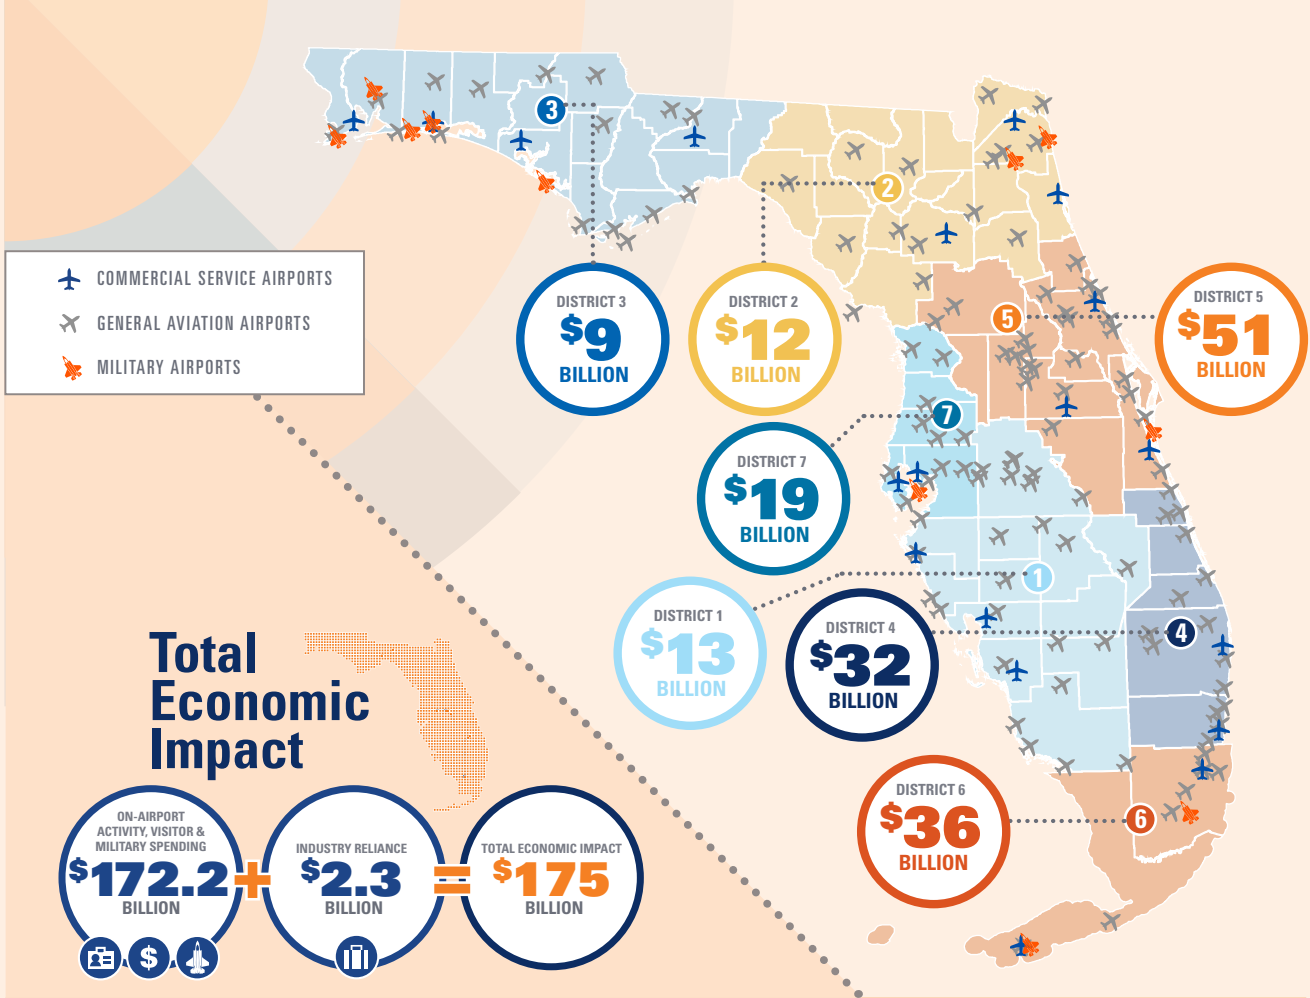 3
2
COMMERCIAL SERVICE AIRPORTS
GENERAL AVIATION AIRPORTS
MILITARY AIRPORTS
DISTRICT 3
$9
BILLION
DISTRICT 2
$12
BILLION
5
DISTRICT 5
$51
BILLION
7
DISTRICT 7
$19
BILLION
1
DISTRICT 1
$13
BILLION
DISTRICT 4
$32
BILLION
4
DISTRICT 6
$36
BILLION
6
Total
Economic
Impact
ON-AIRPORT
ACTIVITY, VISITOR &
MILITARY SPENDING
$172.2
BILLION
+
INDUSTRY RELIANCE
$2.3
BILLION
=
TOTAL ECONOMIC IMPACT
$175
BILLION
$